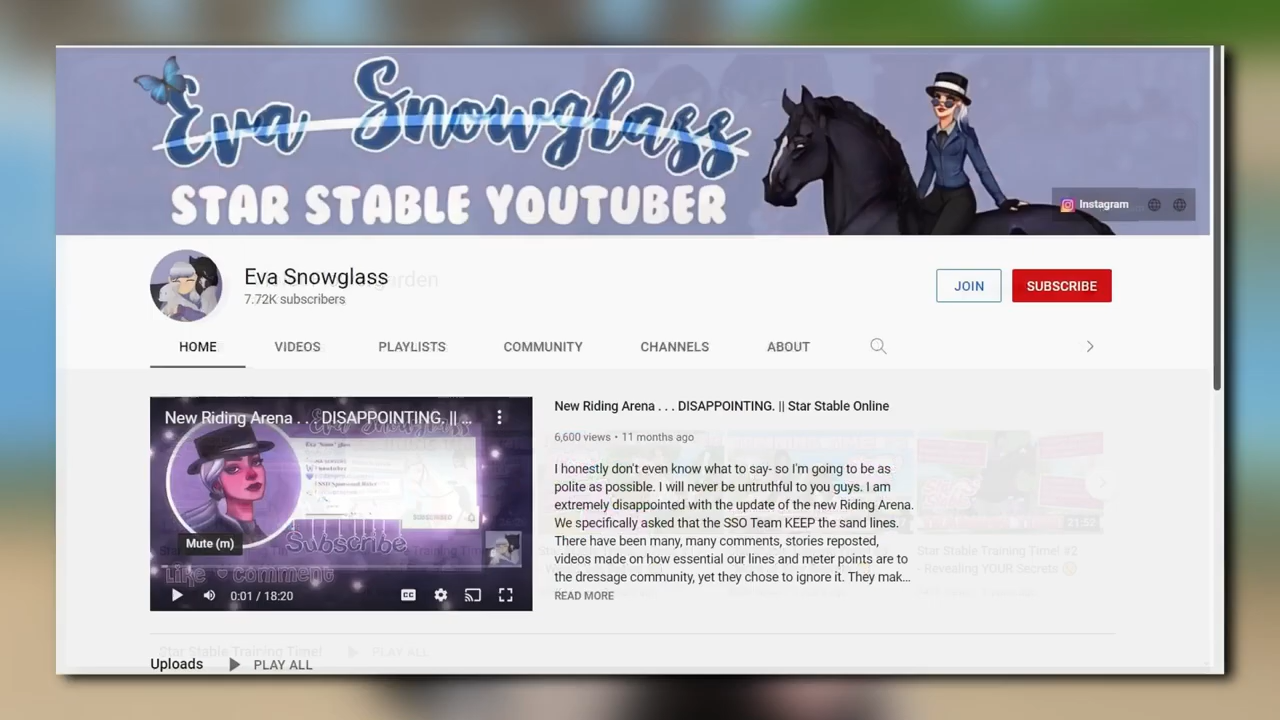 Eva Snowglass
STAR STABLE YOUTUBER
Instagram
Eva Snowglass
7.72K subscribers
JOIN
SUBSCRIBE
HOME
VIDEOS
PLAYLISTS
COMMUNITY
CHANNELS
ABOUT
New Riding Arena . . . DISAPPOINTING. || ...
Mute (m)
Subscribe
like comment
0:01 / 18:20
New Riding Arena . . . DISAPPOINTING. || Star Stable Online
6,600 views • 11 months ago
I honestly don't even know what to say- so I'm going to be as
polite as possible. I will never be untruthful to you guys. I am
extremely disappointed with the update of the new Riding Arena.
We specifically asked that the SSO Team KEEP the sand lines.
There have been many, many comments, stories reposted,
videos made on how essential our lines and meter points are to
the dressage community, yet they chose to ignore it. They mak...
READ MORE
21:52
Star Stable Training Time! #2
- Revealing YOUR Secrets
Star Stable Training Time!
PLAY ALL
Uploads
PLAY ALL